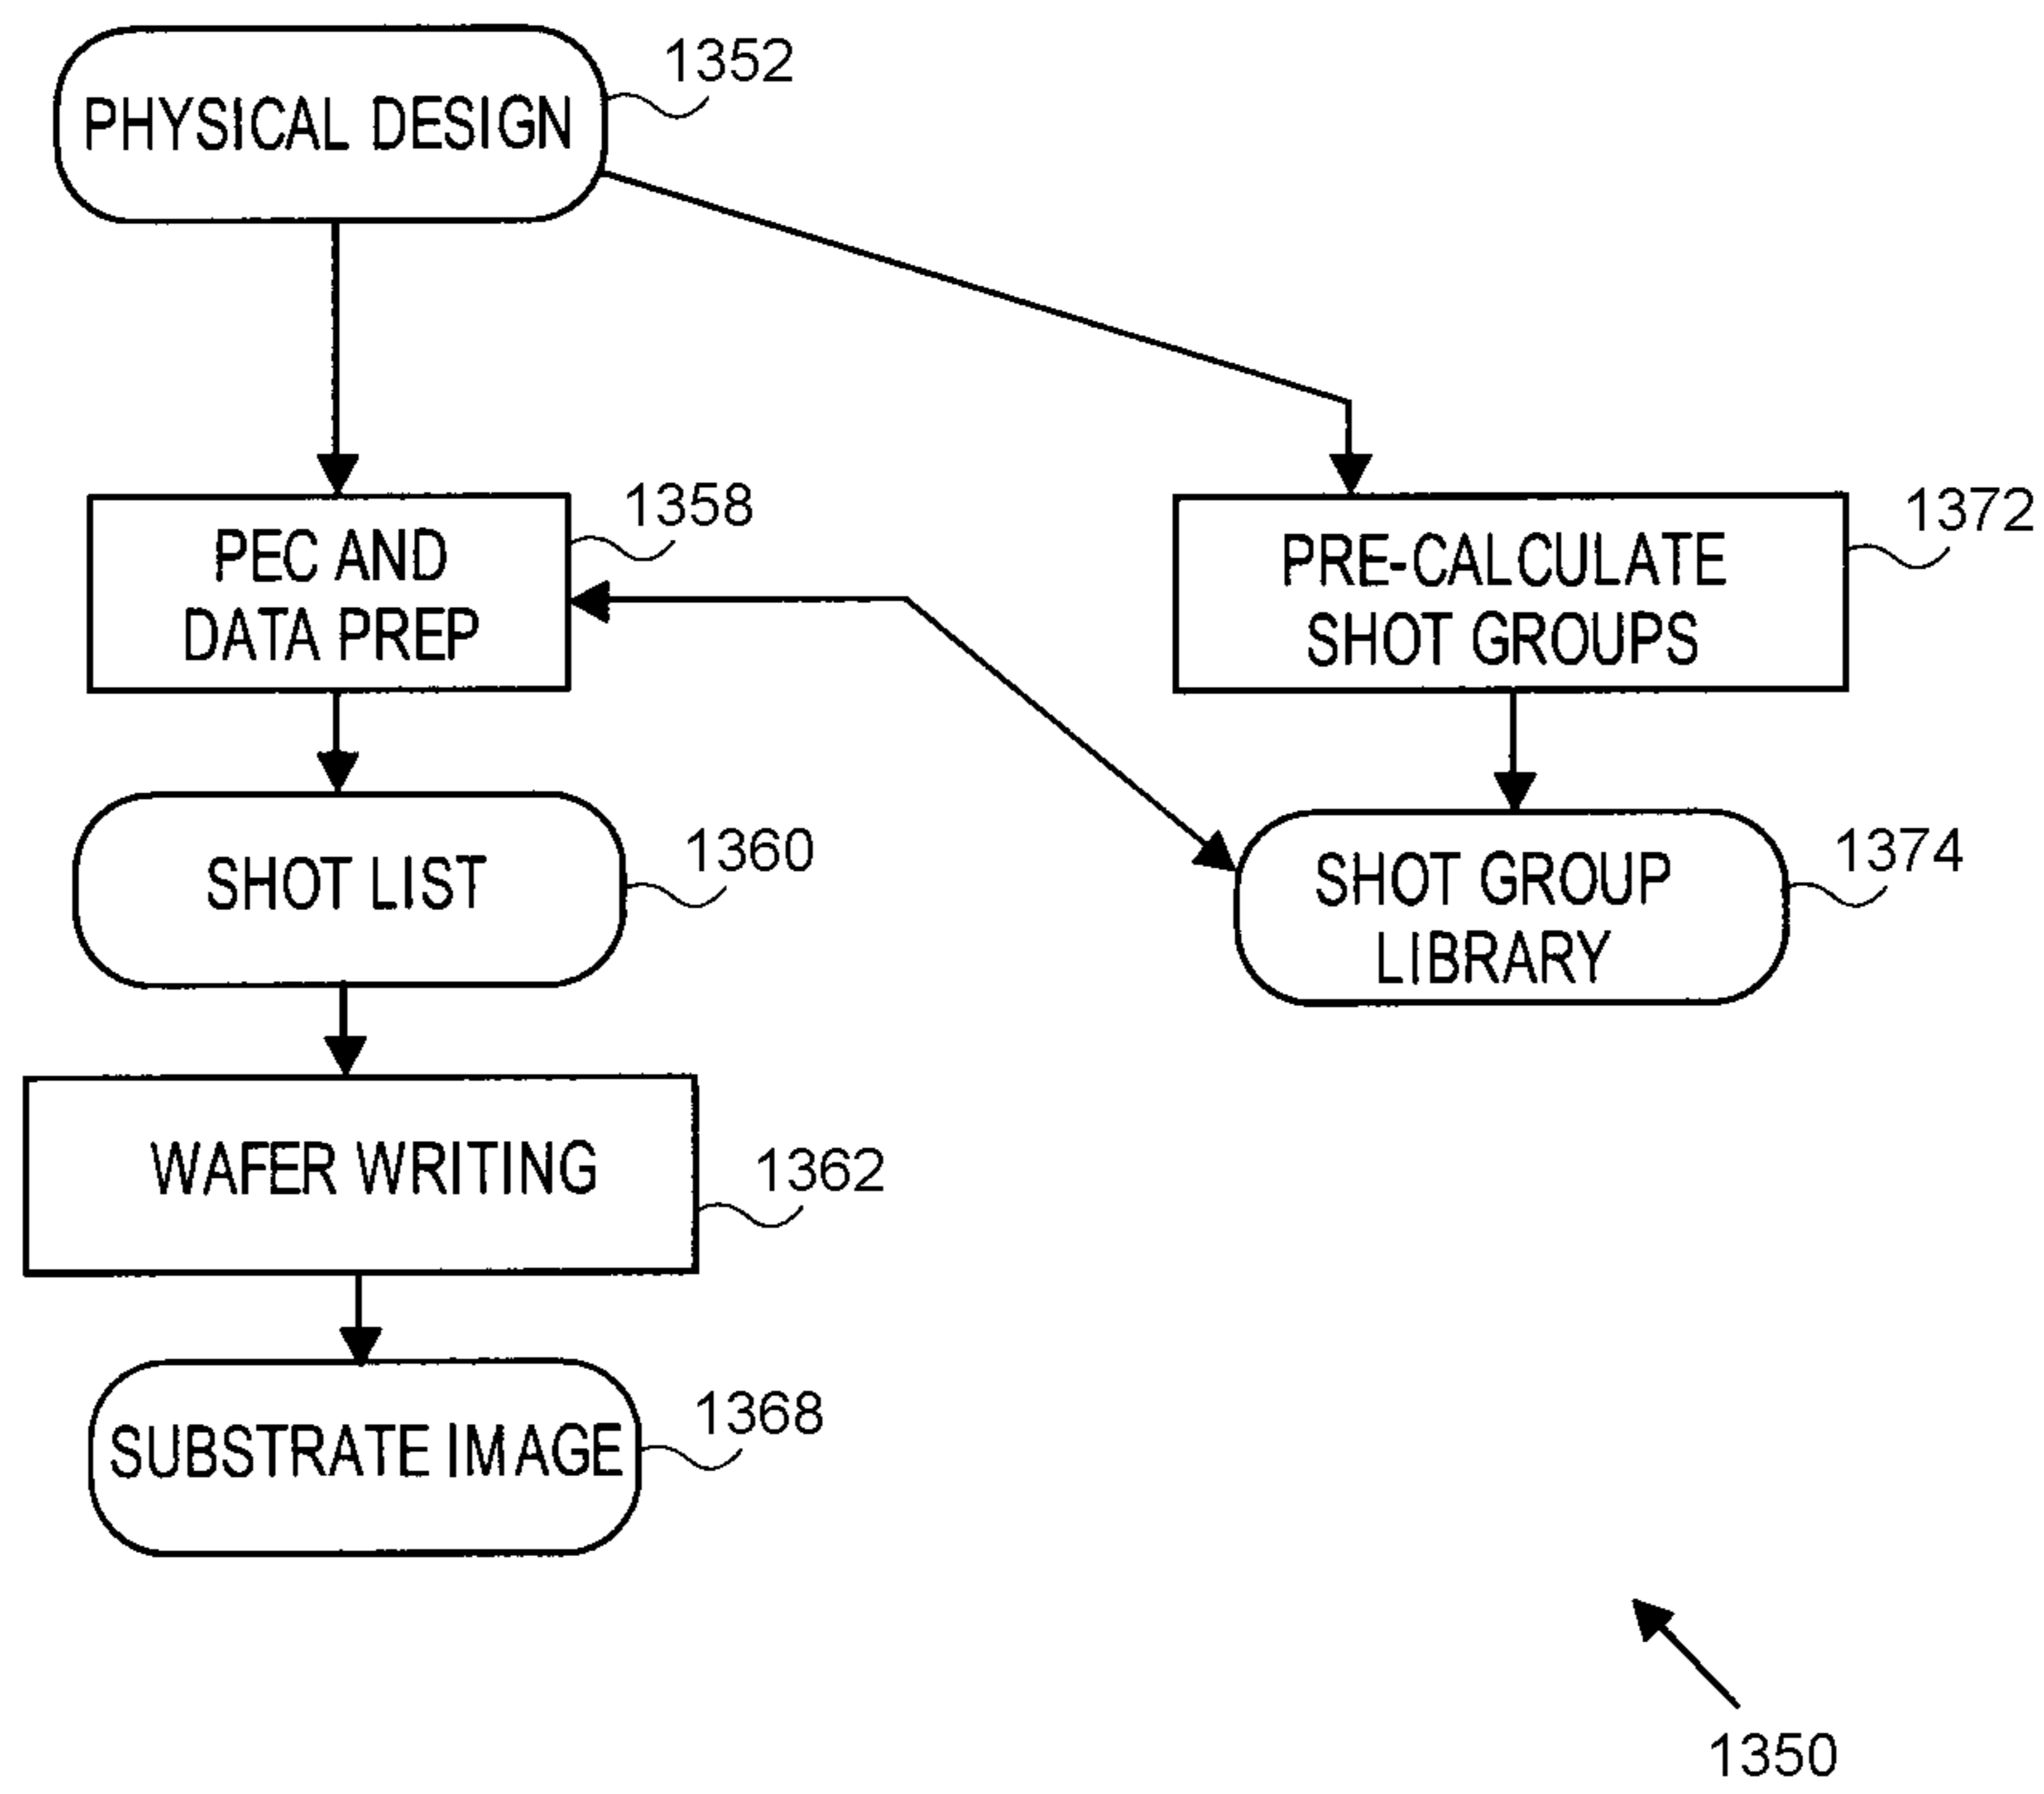 1352
PHYSICAL DESIGN
1358
PEC AND
DATA PREP
1372
PRE-CALCULATE
SHOT GROUPS
1360
SHOT LIST
1374
SHOT GROUP
LIBRARY
1362
WAFER WRITING
1368
SUBSTRATE IMAGE
1350